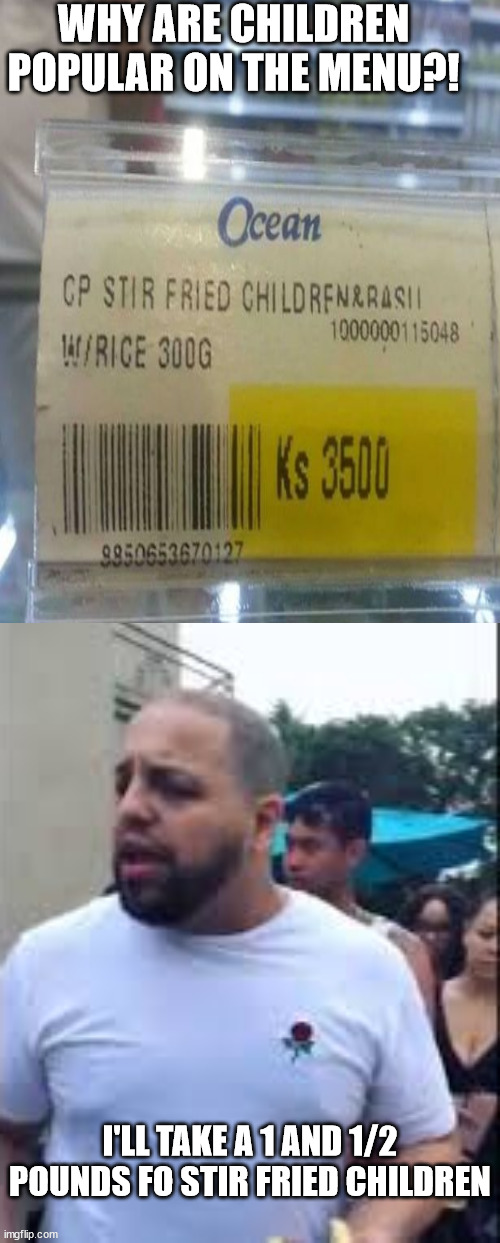 WHY ARE CHILDREN
POPULAR ON THE MENU?!
Ocean
CP STIR FRIED CHILDREN&BASIL
1000000115048
W/RICE 300G
Ks 3500
9850653670127
I'LL TAKE A 1 AND 1/2
POUNDS FO STIR FRIED CHILDREN
imgflip.com